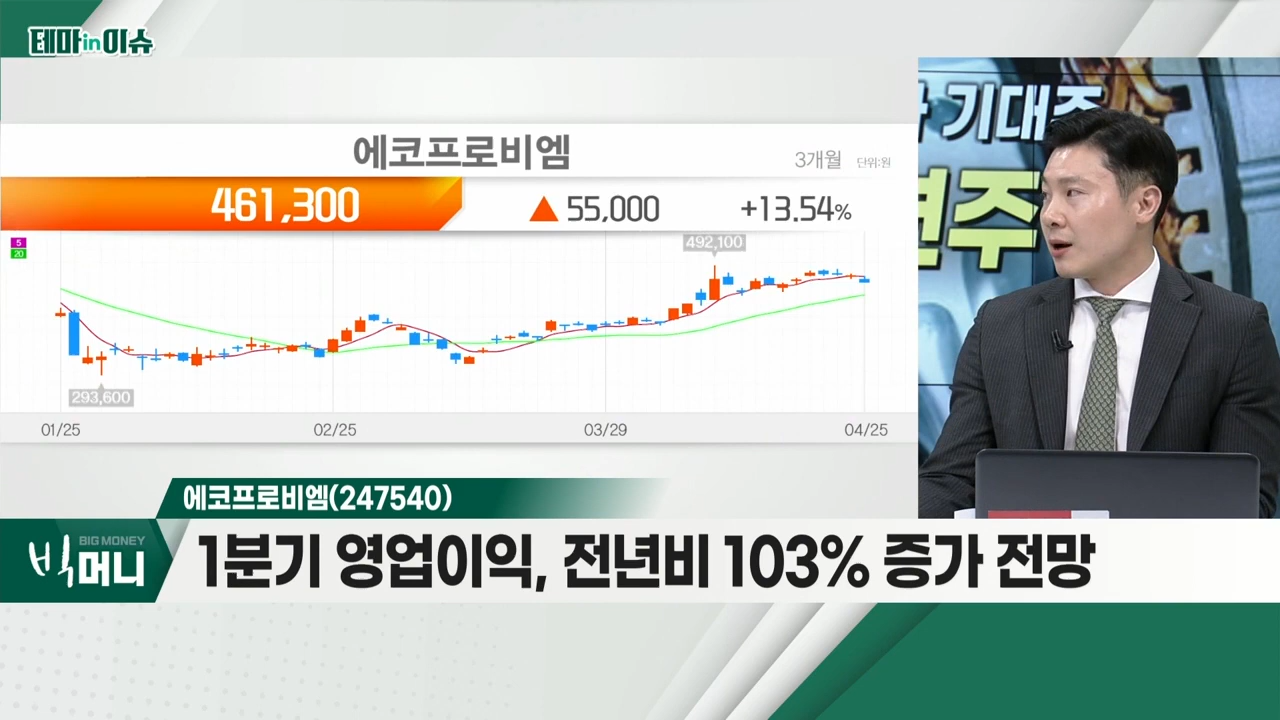 테마in이슈
에코프로비엠
3개월 단위:원
461,300 ▲ 55,000 +13.54%
5
20
492,100
293,600
01/25 02/25 03/29 04/25
기대주
에코프로비엠(247540)
BIG MONEY
빅머니
1분기 영업이익, 전년비 103% 증가 전망